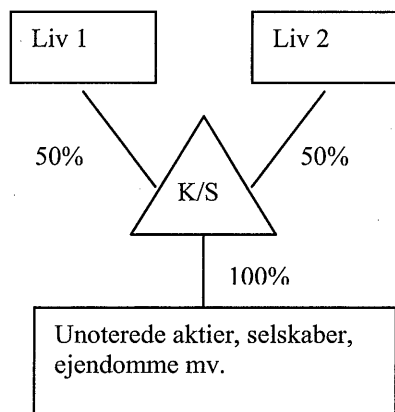 Liv 1
Liv 2
50%
50%
K/S
100%
Unoterede aktier, selskaber,
ejendomme mv.